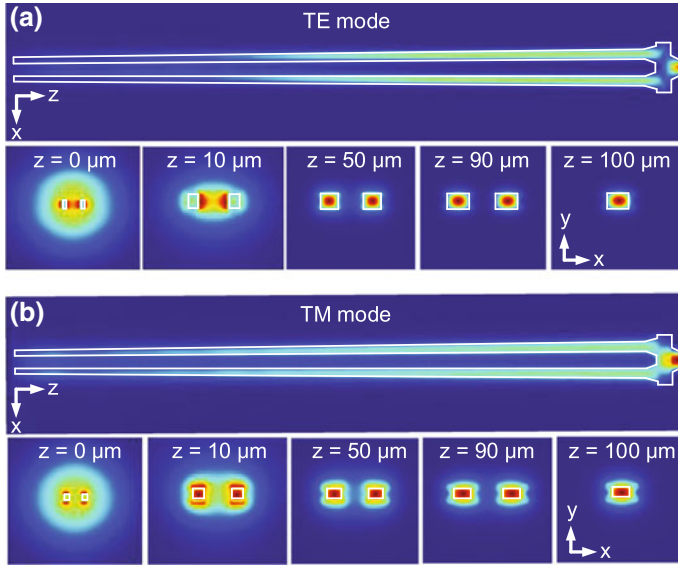 (a) TE mode
z
x
z = 0 μm z = 10 μm z = 50 μm z = 90 μm z = 100 μm
y
x
(b) TM mode
z
x
z = 0 μm z = 10 μm z = 50 μm z = 90 μm z = 100 μm
y
x